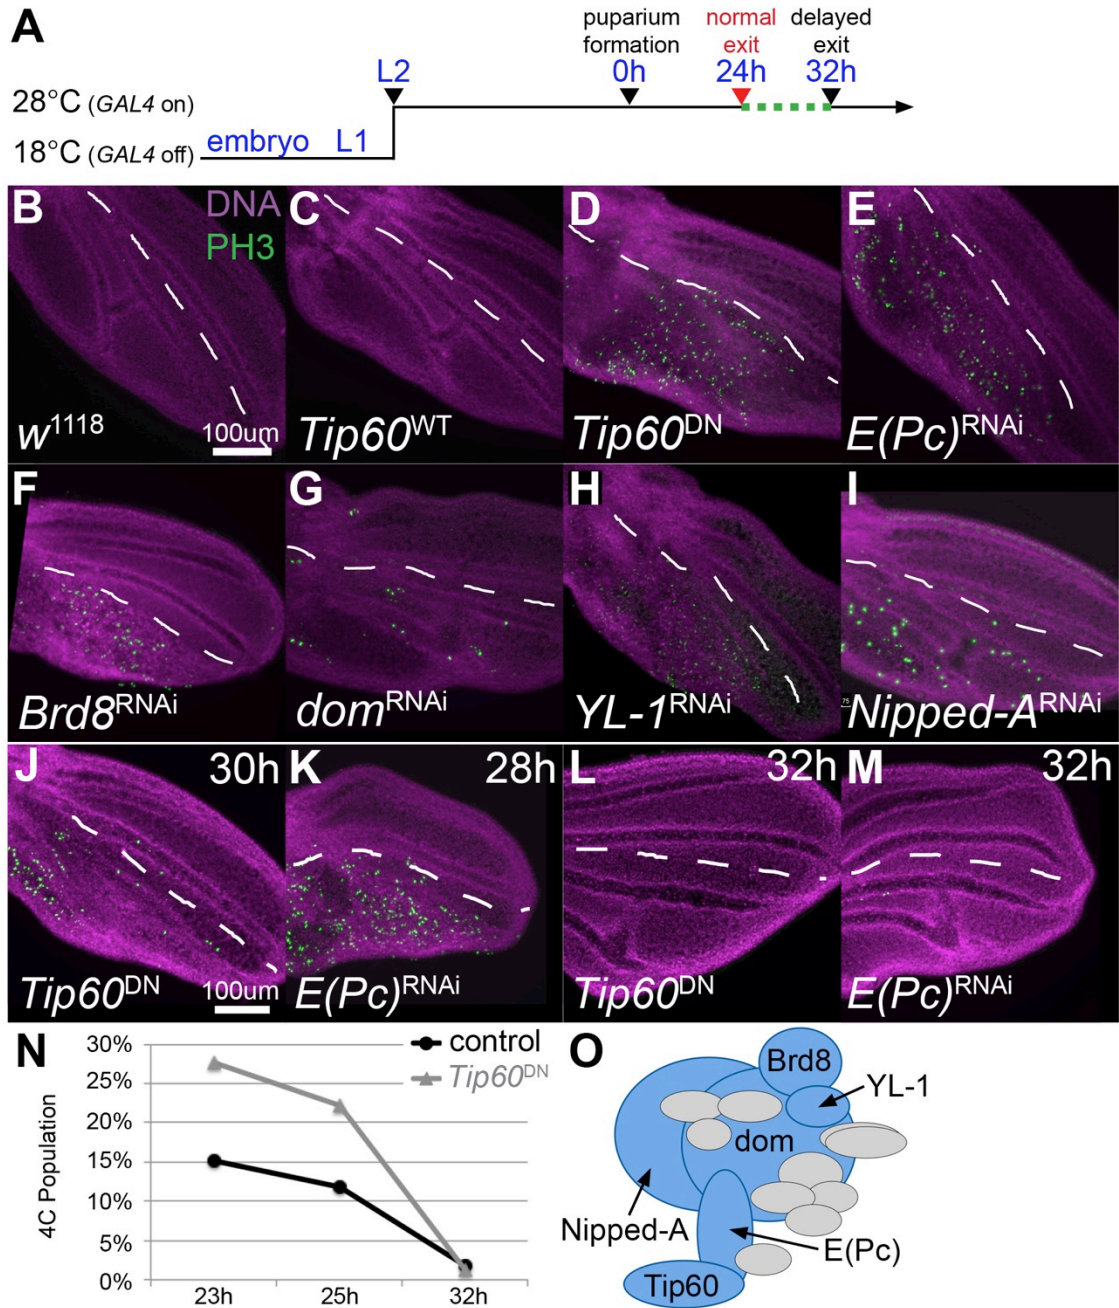 A
puparium formation
normal exit
delayed exit
L2
0h
24h
32h
28°C (GAL4 on)
18°C (GAL4 off)
embryo L1
B
DNA
PH3
w1118
100um
C
Tip60WT
D
Tip60DN
E
E(Pc)RNAi
F
Brd8RNAi
G
domRNAi
H
YL-1RNAi
I
75
Nipped-ARNAi
J
30h
Tip60DN
100um
K
28h
E(Pc)RNAi
L
32h
Tip60DN
M
32h
E(Pc)RNAi
N
30%
25%
20%
15%
10%
5%
0%
4C Population
23h
25h
32h
control
Tip60DN
O
Brd8
YL-1
dom
Nipped-A
E(Pc)
Tip60